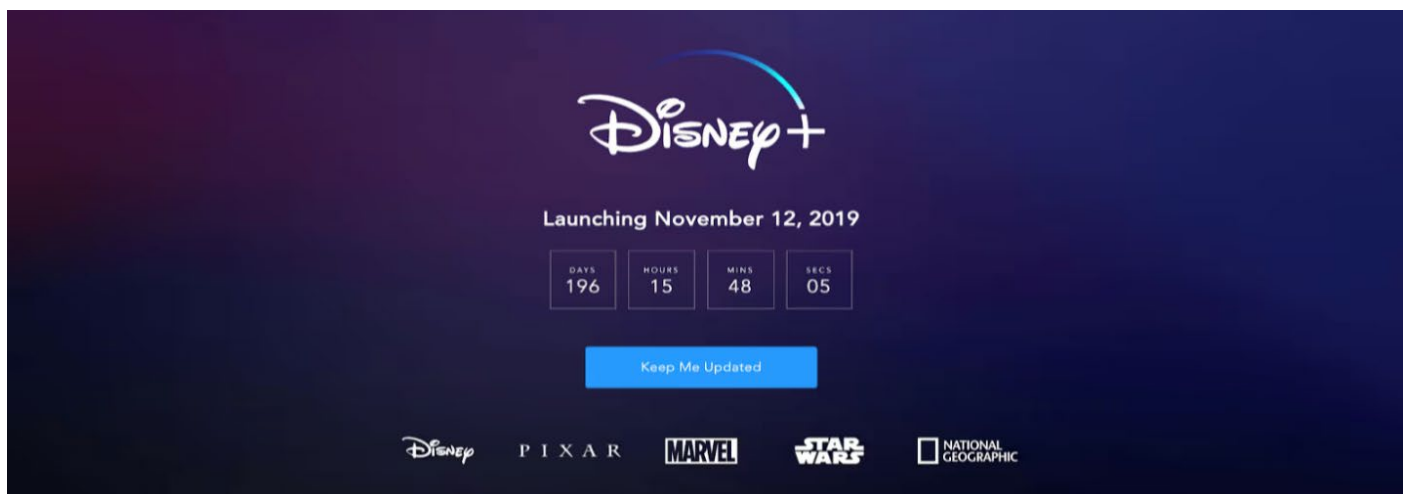 Disney+
Launching November 12, 2019
DAYS HOURS MINS SECS
196 15 48 05
Keep Me Updated
Disney PIXAR MARVEL STAR WARS NATIONAL GEOGRAPHIC